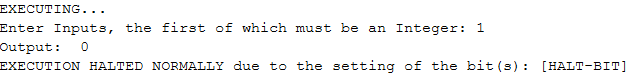 EXECUTING...
Enter Inputs, the first of which must be an Integer: 1
Output:  0
EXECUTION HALTED NORMALLY due to the setting of the bit(s): [HALT-BIT]